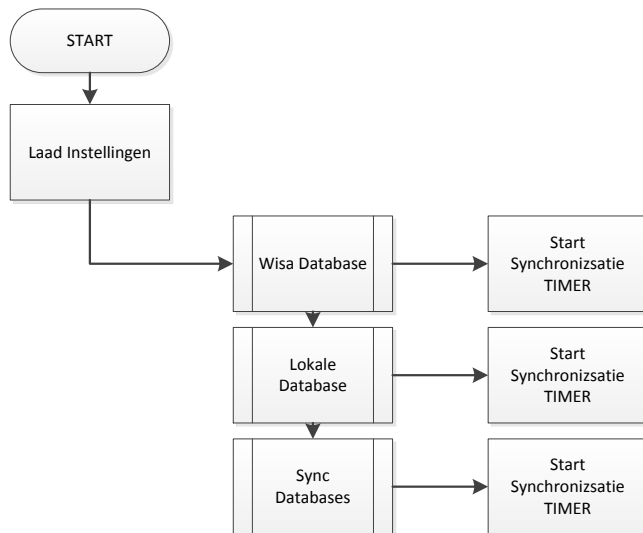 START
Laad Instellingen
Wisa Database
Start
Synchronizsatie
TIMER
Lokale
Database
Start
Synchronizsatie
TIMER
Sync
Databases
Start
Synchronizsatie
TIMER